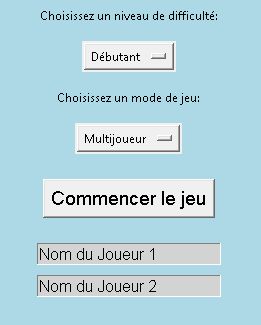 Choisissez un niveau de difficulté:
Débutant
Choisissez un mode de jeu:
Multijoueur
Commencer le jeu
Nom du Joueur 1
Nom du Joueur 2